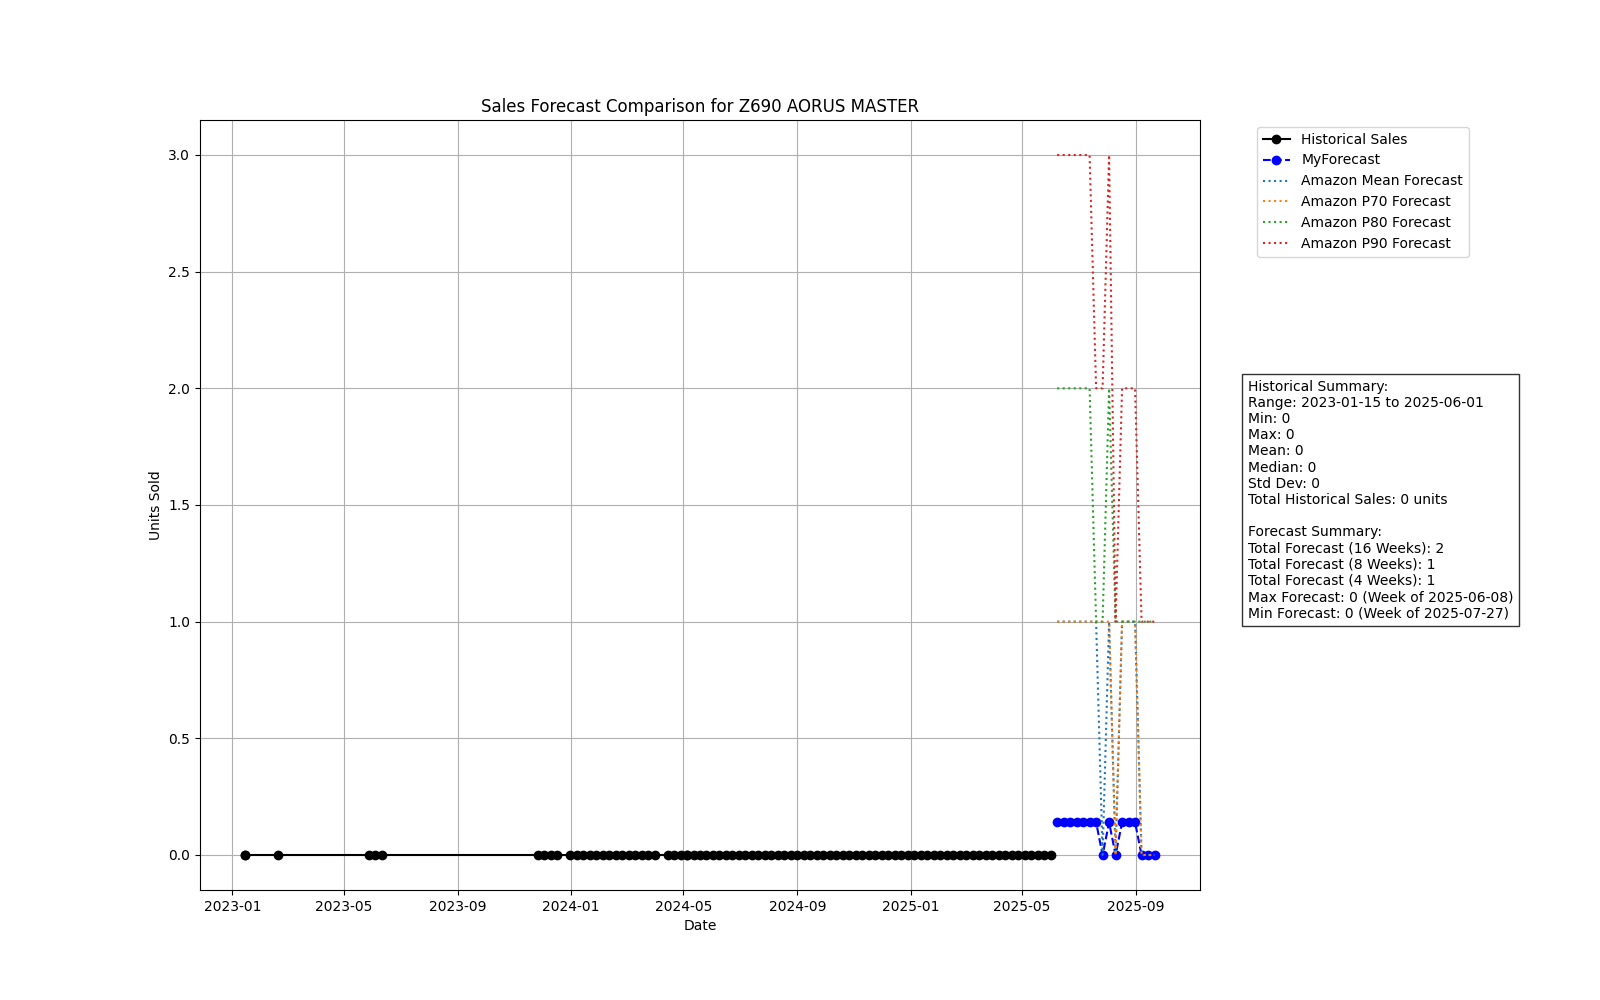 Sales Forecast Comparison for Z690 AORUS MASTER
Historical Sales
MyForecast
Amazon Mean Forecast
Amazon P70 Forecast
Amazon P80 Forecast
Amazon P90 Forecast
3.0
2.5
2.0
1.5
1.0
0.5
0.0
Units Sold
2023-01
2023-05
2023-09
2024-01
2024-05
2024-09
2025-01
2025-05
2025-09
Date
Historical Summary:
Range: 2023-01-15 to 2025-06-01
Min: 0
Max: 0
Mean: 0
Median: 0
Std Dev: 0
Total Historical Sales: 0 units
Forecast Summary:
Total Forecast (16 Weeks): 2
Total Forecast (8 Weeks): 1
Total Forecast (4 Weeks): 1
Max Forecast: 0 (Week of 2025-06-08)
Min Forecast: 0 (Week of 2025-07-27)